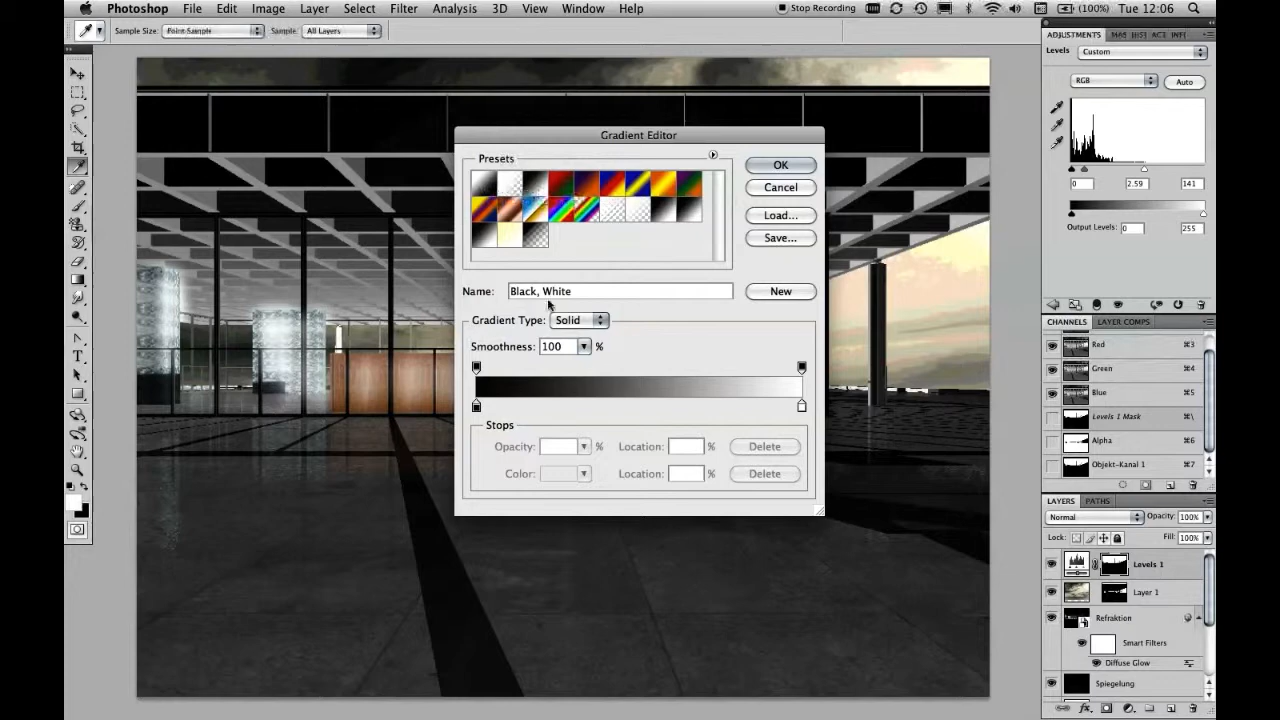 Photoshop File Edit Image Layer Select Filter Analysis 3D View Window Help Stop Recording (100%) Tue 12:06
Sample Size: Point Sample Sample: All Layers
ADJUSTMENTS MAS HIST ACT INFI
Levels Custom
RGB Auto
0 2.59 141
Output Levels: 0 255
Gradient Editor
Presets
OK
Cancel
Load...
Save...
Name: Black, White New
Gradient Type: Solid
Smoothness: 100 %
Stops
Opacity: % Location: % Delete
Color: Location: % Delete
CHANNELS LAYER COMPS
Red ⌘3
Green ⌘4
Blue ⌘5
Levels 1 Mask ⌘\
Alpha ⌘6
Objekt-Kanal 1 ⌘7
LAYERS PATHS
Normal Opacity: 100%
Lock: Fill: 100%
Levels 1
Layer 1
Refraktion
Smart Filters
Diffuse Glow
Spiegelung